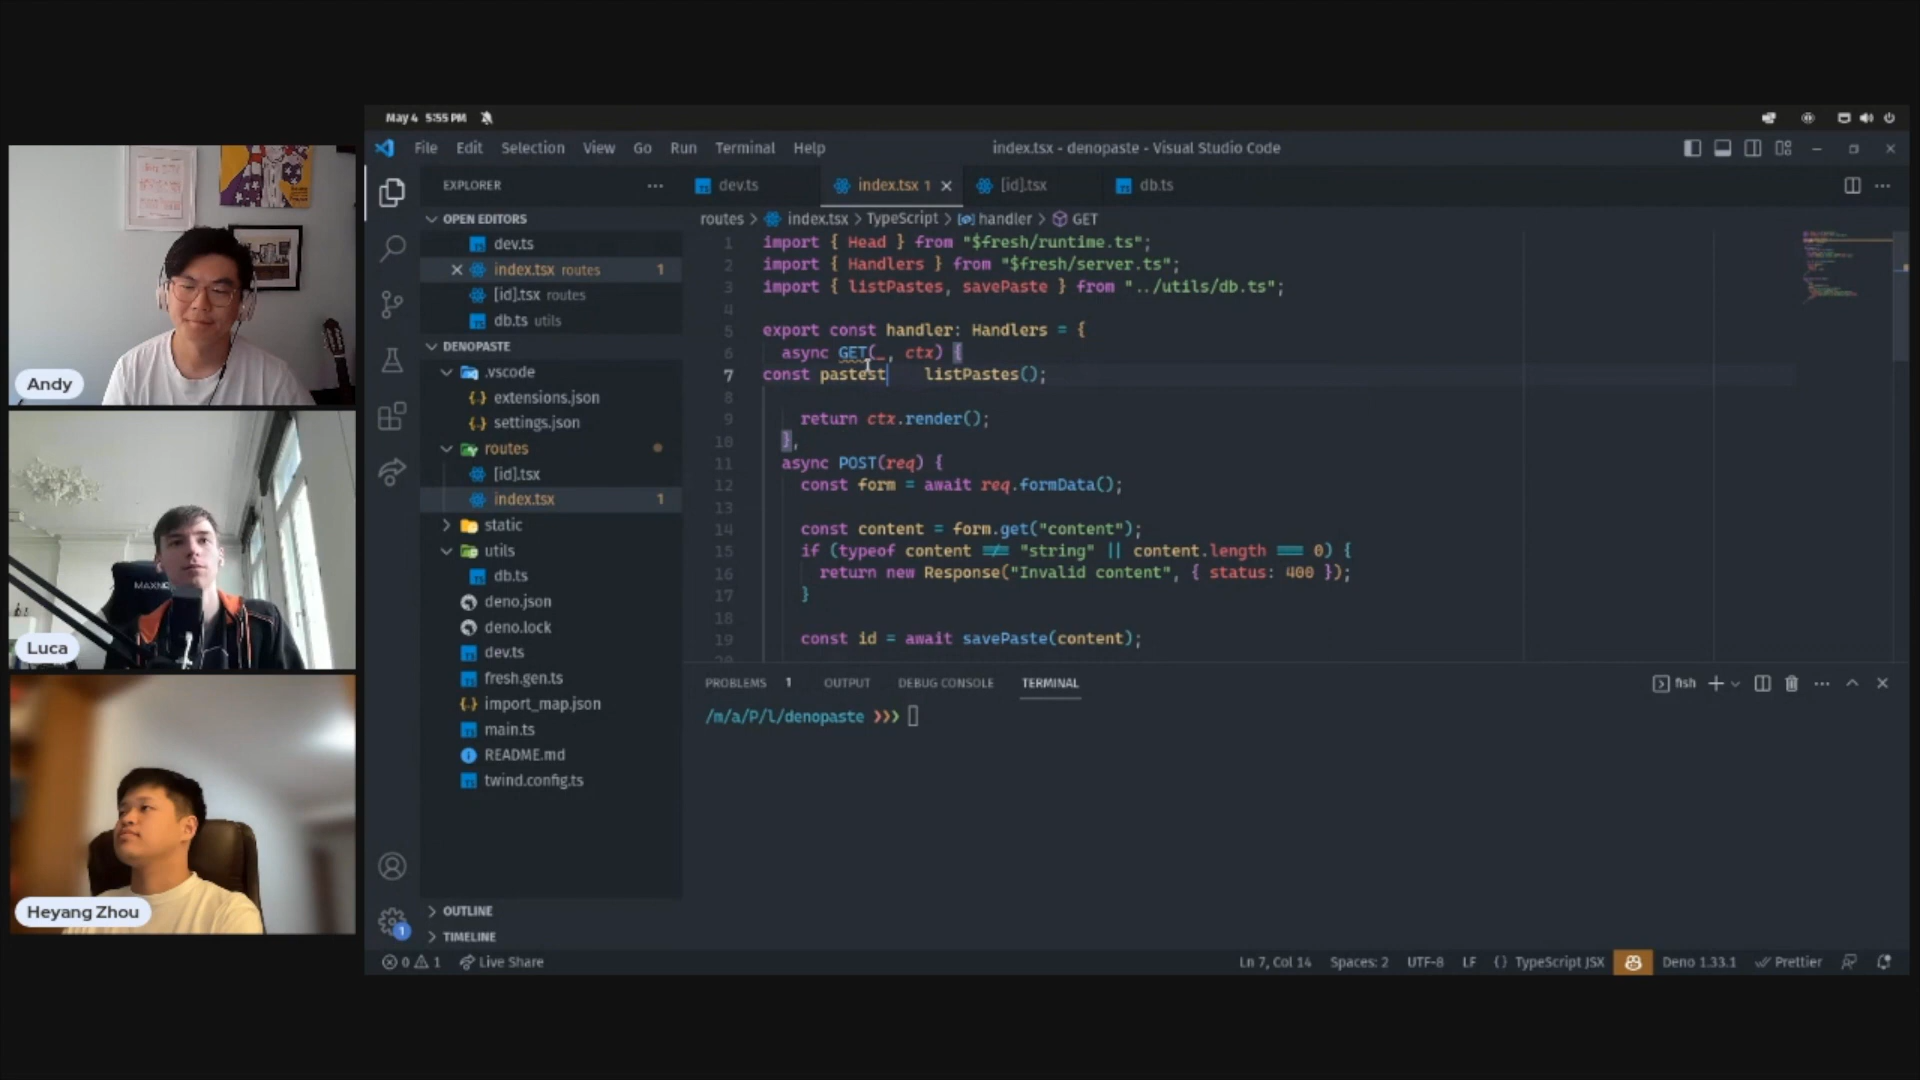 Andy
Luca
MAXNO
Heyang Zhou
May 4 5:55 PM
File Edit Selection View Go Run Terminal Help
index.tsx - denopaste - Visual Studio Code
EXPLORER
OPEN EDITORS
dev.ts
index.tsx routes 1
[id].tsx routes
db.ts utils
DENOPASTE
.vscode
extensions.json
settings.json
routes
[id].tsx
index.tsx 1
static
utils
db.ts
deno.json
deno.lock
dev.ts
fresh.gen.ts
import_map.json
main.ts
README.md
twind.config.ts
OUTLINE
TIMELINE
dev.ts index.tsx 1 [id].tsx db.ts
routes > index.tsx > TypeScript > handler > GET
1 import { Head } from "$fresh/runtime.ts";
2 import { Handlers } from "$fresh/server.ts";
3 import { listPastes, savePaste } from "../utils/db.ts";
4
5 export const handler: Handlers = {
6 async GET(_, ctx) {
7 const pastest listPastes();
8
9 return ctx.render();
10 },
11 async POST(req) {
12 const form = await req.formData();
13
14 const content = form.get("content");
15 if (typeof content !== "string" || content.length === 0) {
16 return new Response("Invalid content", { status: 400 });
17 }
18
19 const id = await savePaste(content);
20
PROBLEMS 1 OUTPUT DEBUG CONSOLE TERMINAL
fish
/m/a/P/l/denopaste ❯❯❯
1
0 1 Live Share
Ln 7, Col 14 Spaces: 2 UTF-8 LF {} TypeScript JSX Deno 1.33.1 Prettier